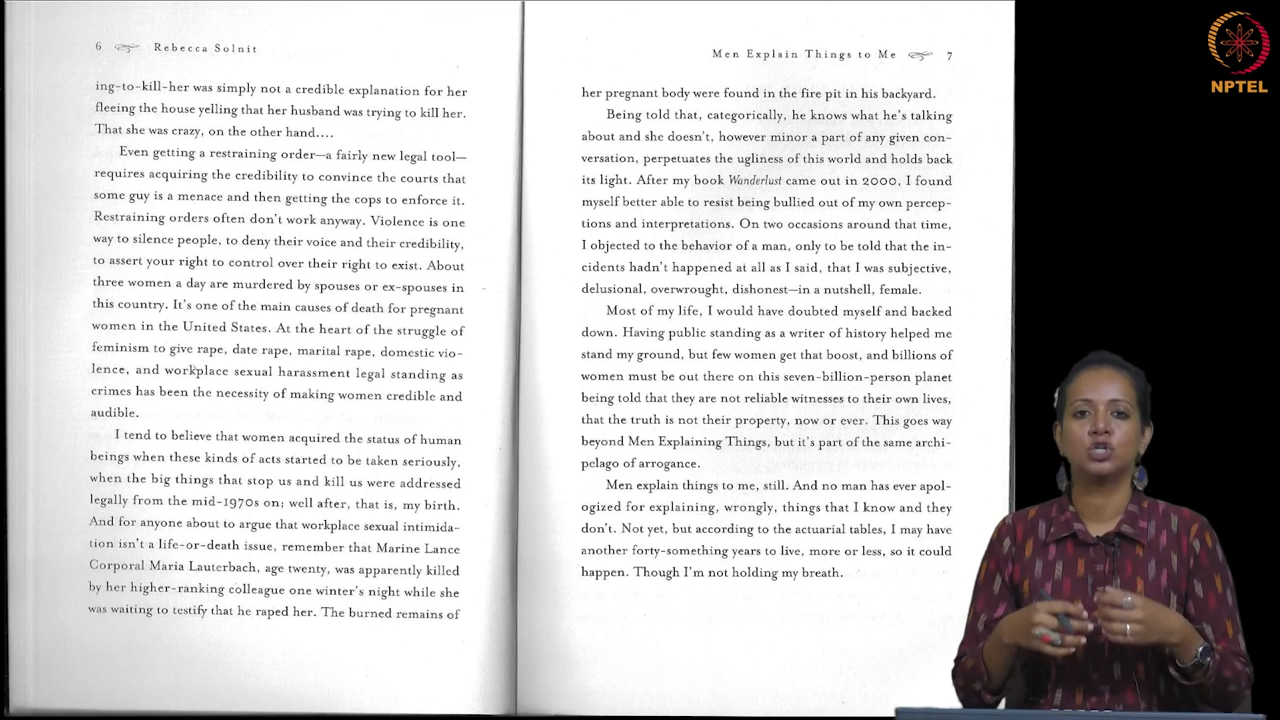 6 Rebecca Solnit
ing-to-kill-her was simply not a credible explanation for her
fleeing the house yelling that her husband was trying to kill her.
That she was crazy, on the other hand....
Even getting a restraining order—a fairly new legal tool—
requires acquiring the credibility to convince the courts that
some guy is a menace and then getting the cops to enforce it.
Restraining orders often don't work anyway. Violence is one
way to silence people, to deny their voice and their credibility,
to assert your right to control over their right to exist. About
three women a day are murdered by spouses or ex-spouses in
this country. It's one of the main causes of death for pregnant
women in the United States. At the heart of the struggle of
feminism to give rape, date rape, marital rape, domestic vio-
lence, and workplace sexual harassment legal standing as
crimes has been the necessity of making women credible and
audible.
I tend to believe that women acquired the status of human
beings when these kinds of acts started to be taken seriously,
when the big things that stop us and kill us were addressed
legally from the mid-1970s on; well after, that is, my birth.
And for anyone about to argue that workplace sexual intimida-
tion isn't a life-or-death issue, remember that Marine Lance
Corporal Maria Lauterbach, age twenty, was apparently killed
by her higher-ranking colleague one winter's night while she
was waiting to testify that he raped her. The burned remains of
Men Explain Things to Me 7
her pregnant body were found in the fire pit in his backyard.
Being told that, categorically, he knows what he's talking
about and she doesn't, however minor a part of any given con-
versation, perpetuates the ugliness of this world and holds back
its light. After my book Wanderlust came out in 2000, I found
myself better able to resist being bullied out of my own percep-
tions and interpretations. On two occasions around that time,
I objected to the behavior of a man, only to be told that the in-
cidents hadn't happened at all as I said, that I was subjective,
delusional, overwrought, dishonest—in a nutshell, female.
Most of my life, I would have doubted myself and backed
down. Having public standing as a writer of history helped me
stand my ground, but few women get that boost, and billions of
women must be out there on this seven-billion-person planet
being told that they are not reliable witnesses to their own lives,
that the truth is not their property, now or ever. This goes way
beyond Men Explaining Things, but it's part of the same archi-
pelago of arrogance.
Men explain things to me, still. And no man has ever apol-
ogized for explaining, wrongly, things that I know and they
don't. Not yet, but according to the actuarial tables, I may have
another forty-something years to live, more or less, so it could
happen. Though I'm not holding my breath.
NPTEL